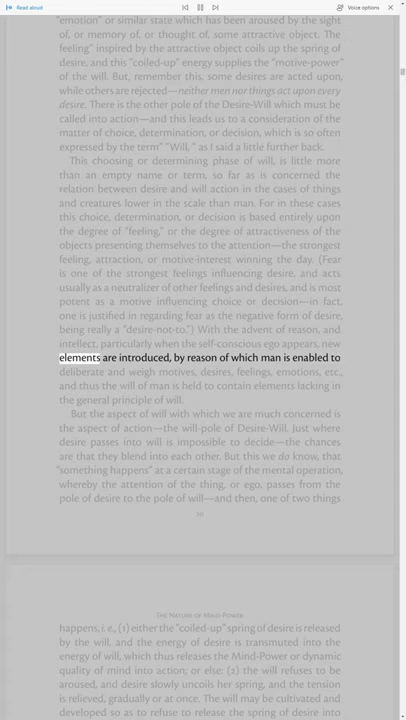 Read aloud
Voice options
"emotion" or similar state which has been aroused by the sight
of, or memory of, or thought of, some attractive object. The
feeling" inspired by the attractive object coils up the spring of
desire, and this "coiled-up" energy supplies the "motive-power"
of the will. But, remember this, some desires are acted upon,
while others are rejected—neither men nor things act upon every
desire. There is the other pole of the Desire-Will which must be
called into action—and this leads us to a consideration of the
matter of choice, determination, or decision, which is so often
expressed by the term" "Will, " as I said a little further back.
This choosing or determining phase of will, is little more
than an empty name or term, so far as is concerned the
relation between desire and will action in the cases of things
and creatures lower in the scale than man. For in these cases
this choice, determination, or decision is based entirely upon
the degree of "feeling," or the degree of attractiveness of the
objects presenting themselves to the attention—the strongest
feeling, attraction, or motive-interest winning the day. (Fear
is one of the strongest feelings influencing desire, and acts
usually as a neutralizer of other feelings and desires, and is most
potent as a motive influencing choice or decision—in fact,
one is justified in regarding fear as the negative form of desire,
being really a "desire-not-to.") With the advent of reason, and
intellect, particularly when the self-conscious ego appears, new
elements are introduced, by reason of which man is enabled to
deliberate and weigh motives, desires, feelings, emotions, etc.,
and thus the will of man is held to contain elements lacking in
the general principle of will.
But the aspect of will with which we are much concerned is
the aspect of action—the will-pole of Desire-Will. Just where
desire passes into will is impossible to decide—the chances
are that they blend into each other. But this we do know, that
"something happens" at a certain stage of the mental operation,
whereby the attention of the thing, or ego, passes from the
pole of desire to the pole of will—and then, one of two things
The Nature of Mind-Power
happens, i. e., (1) either the "coiled-up" spring of desire is released
by the will, and the energy of desire is transmuted into the
energy of will, which thus releases the Mind-Power or dynamic
quality of mind into action; or else: (2) the will refuses to be
aroused, and desire slowly uncoils her spring, and the tension
is relieved, gradually or at once. The will may be cultivated and
developed so as to refuse to release the spring of desire into